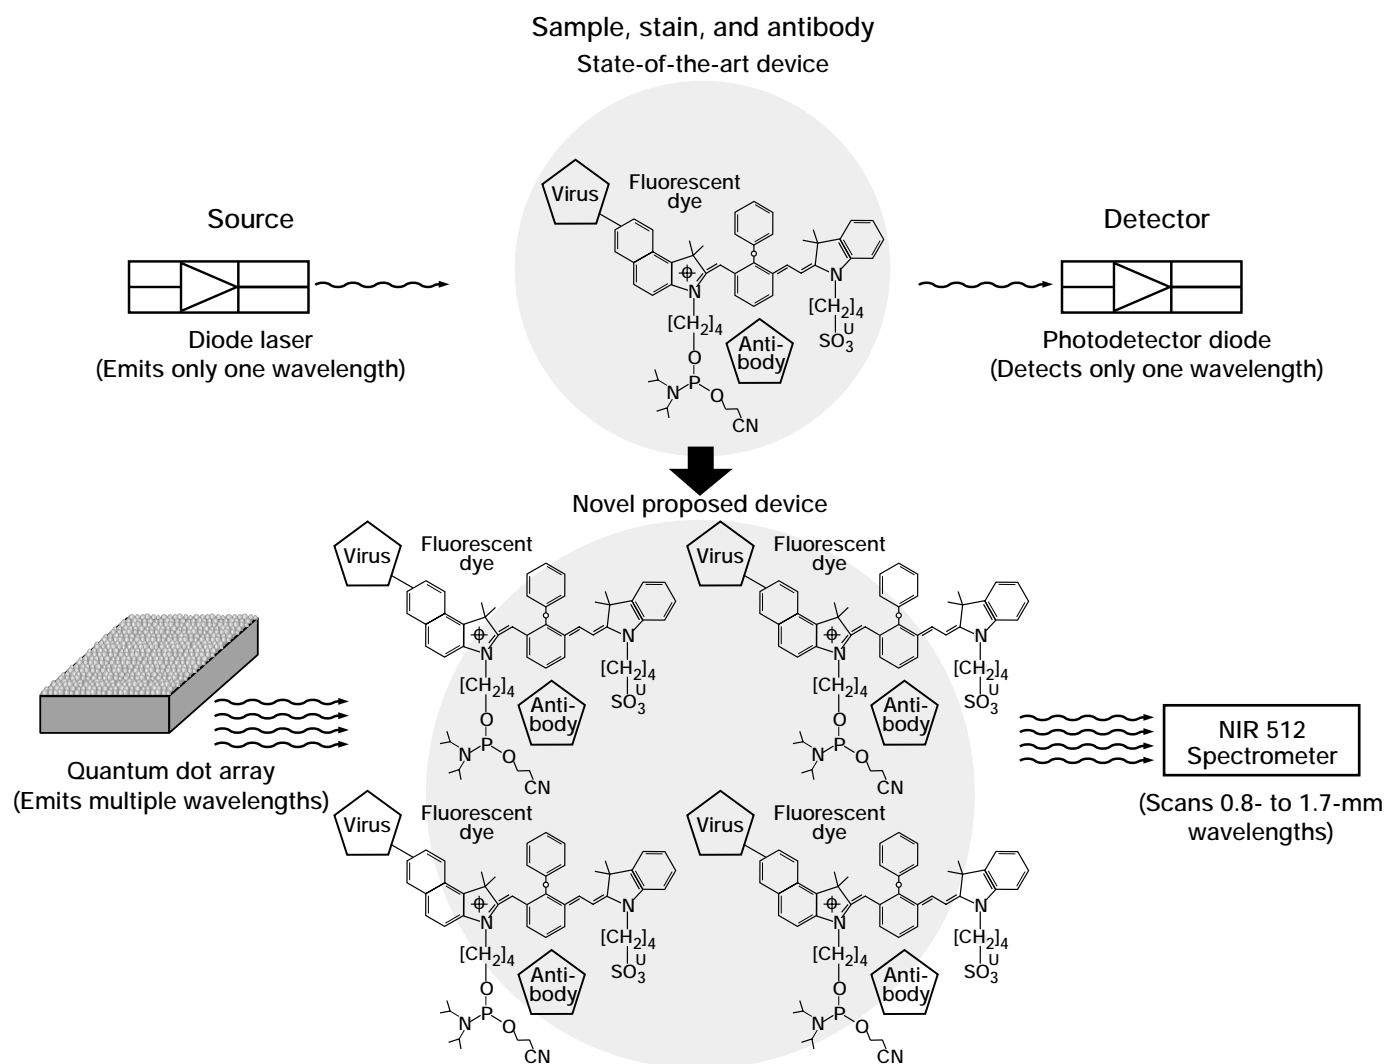 Sample, stain, and antibody
State-of-the-art device
Source
Diode laser
(Emits only one wavelength)
Virus
Fluorescent
dye
N
[CH2]4
O
P
N
O
CN
Anti-
body
N
[CH2]4
U
SO3
Detector
Photodetector diode
(Detects only one wavelength)
Novel proposed device
Quantum dot array
(Emits multiple wavelengths)
Virus
Fluorescent
dye
N
[CH2]4
O
P
N
O
CN
Anti-
body
N
[CH2]4
U
SO3
Virus
Fluorescent
dye
N
[CH2]4
O
P
N
O
CN
Anti-
body
N
[CH2]4
U
SO3
Virus
Fluorescent
dye
N
[CH2]4
O
P
N
O
CN
Anti-
body
N
[CH2]4
U
SO3
Virus
Fluorescent
dye
N
[CH2]4
O
P
N
O
CN
Anti-
body
N
[CH2]4
U
SO3
NIR 512
Spectrometer
(Scans 0.8- to 1.7-mm
wavelengths)